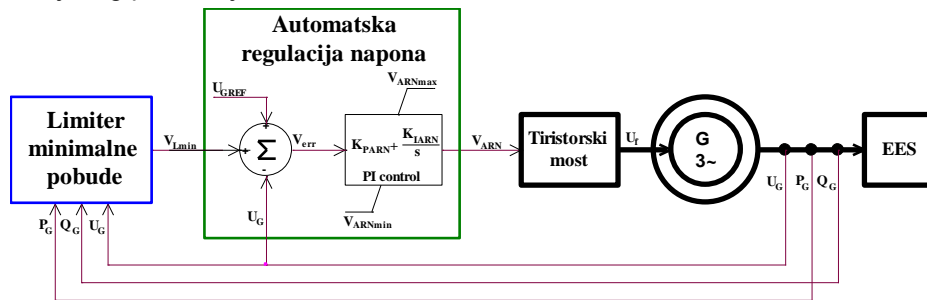 Automatska
regulacija napona
Limiter
minimalne
pobude
V_Lmin
U_GREF
+
+
-
Σ
V_err
V_ARNmax
K_PARN + K_IARN/s
PI control
V_ARNmin
V_ARN
U_G
Tiristorski
most
U_f
G
3~
EES
U_G P_G Q_G
P_G Q_G U_G